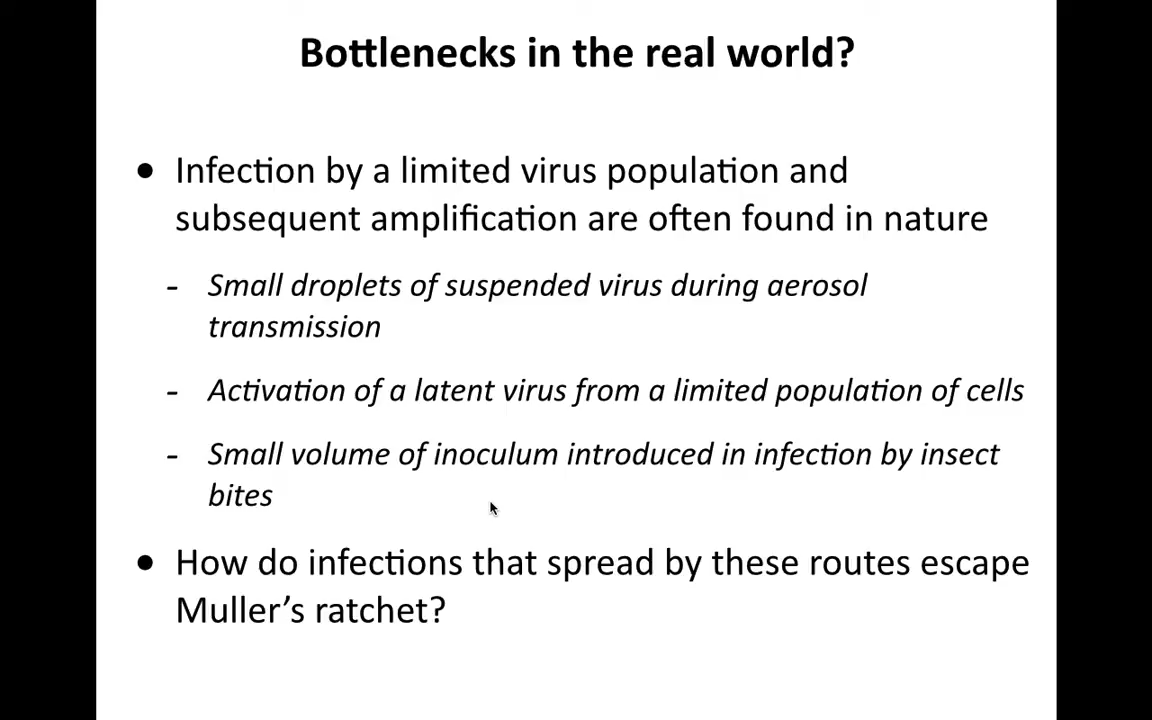 Bottlenecks in the real world?
• Infection by a limited virus population and
subsequent amplification are often found in nature
- Small droplets of suspended virus during aerosol
transmission
- Activation of a latent virus from a limited population of cells
- Small volume of inoculum introduced in infection by insect
bites
• How do infections that spread by these routes escape
Muller’s ratchet?